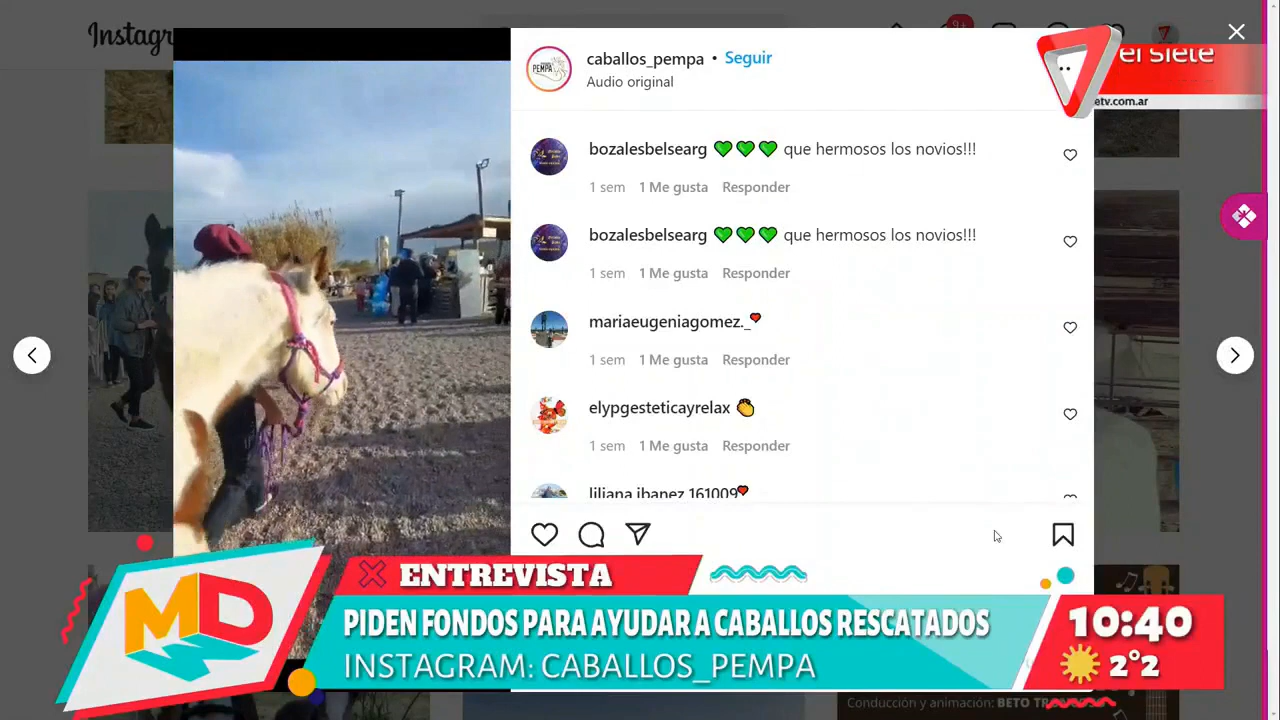 Instagr
9+
caballos_pempa • Seguir
Audio original
PEMPA
el siete
etv.com.ar
bozalesbelsearg 💚💚💚 que hermosos los novios!!!
1 sem 1 Me gusta Responder
bozalesbelsearg 💚💚💚 que hermosos los novios!!!
1 sem 1 Me gusta Responder
mariaeugeniagomez._❤
1 sem 1 Me gusta Responder
elypgesteticayrelax 👏
1 sem 1 Me gusta Responder
liliana.ibanez.161009❤
MD
ENTREVISTA
PIDEN FONDOS PARA AYUDAR A CABALLOS RESCATADOS
INSTAGRAM: CABALLOS_PEMPA
10:40
2°2
Conducción y animación: BETO